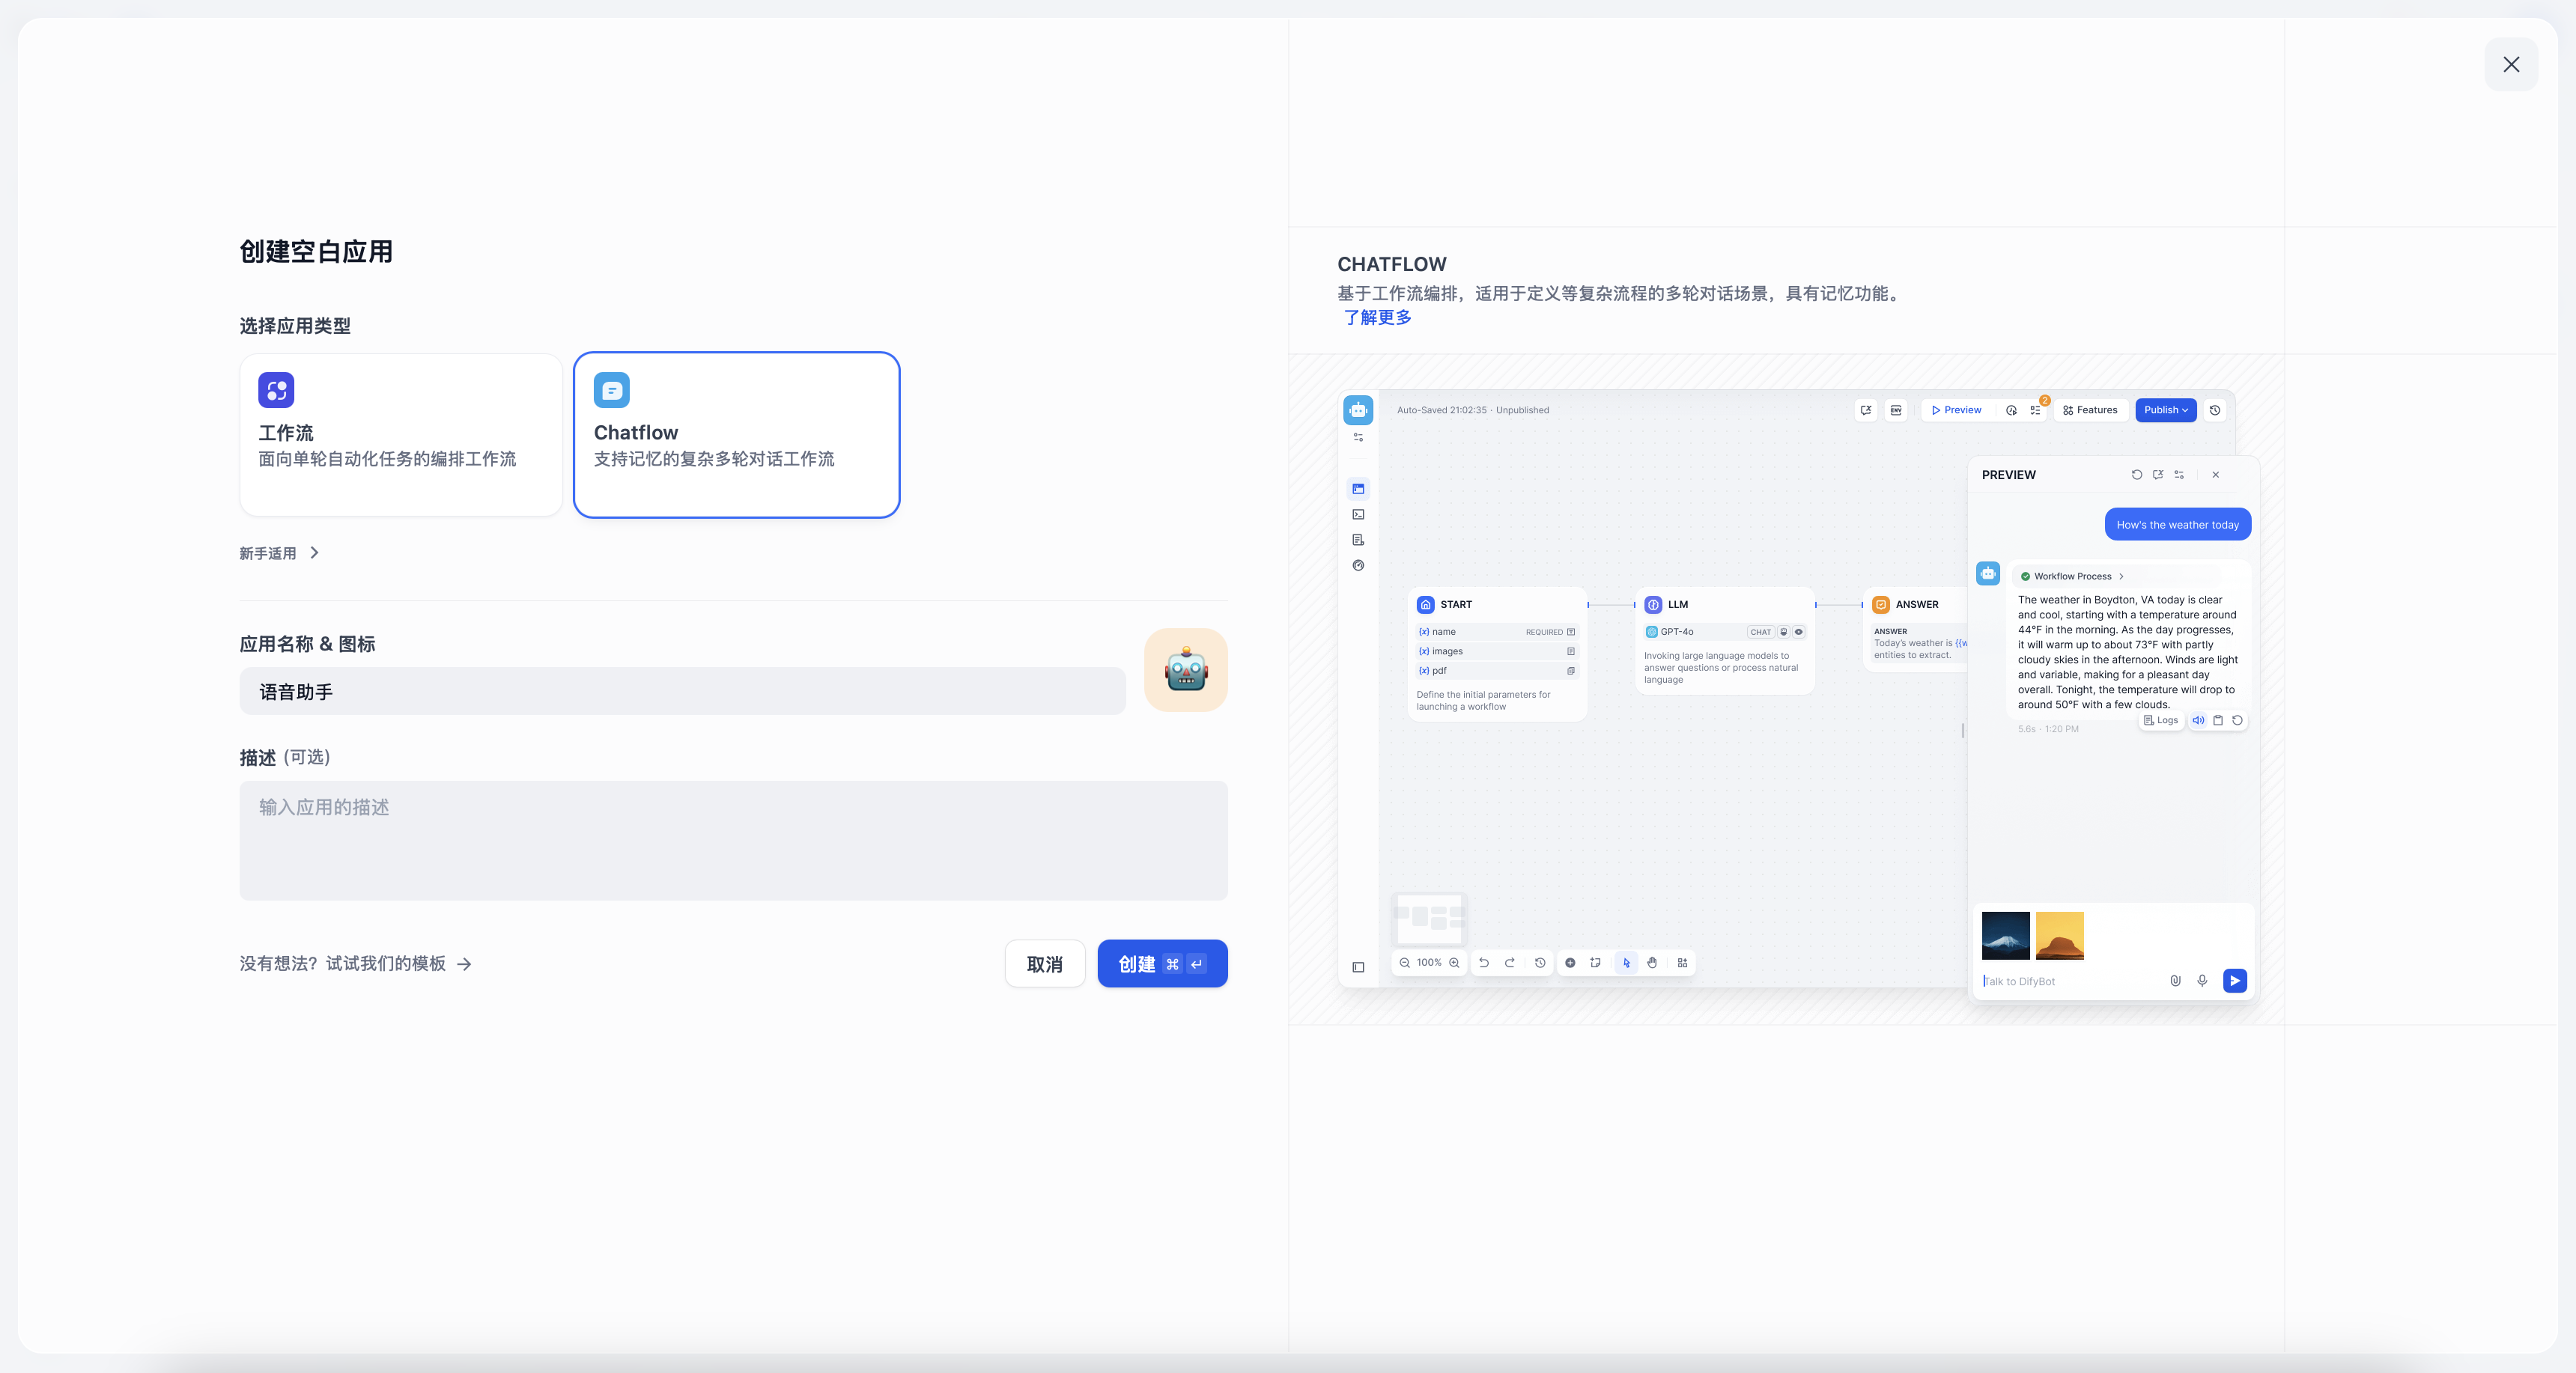 创建空白应用
选择应用类型
工作流
面向单轮自动化任务的编排工作流
Chatflow
支持记忆的复杂多轮对话工作流
新手适用
应用名称 & 图标
语音助手
描述 (可选)
输入应用的描述
没有想法？试试我们的模板
取消
创建 ⌘ ↵
CHATFLOW
基于工作流编排，适用于定义等复杂流程的多轮对话场景，具有记忆功能。
了解更多
Auto-Saved 21:02:35 · Unpublished
ENV
Preview
2
Features
Publish
START
{x} name REQUIRED
{x} images
{x} pdf
Define the initial parameters for
launching a workflow
LLM
GPT-4o CHAT
Invoking large language models to
answer questions or process natural
language
ANSWER
ANSWER
Today's weather is {{w
entities to extract.
100%
PREVIEW
How's the weather today
Workflow Process
The weather in Boydton, VA today is clear
and cool, starting with a temperature around
44°F in the morning. As the day progresses,
it will warm up to about 73°F with partly
cloudy skies in the afternoon. Winds are light
and variable, making for a pleasant day
overall. Tonight, the temperature will drop to
around 50°F with a few clouds.
Logs
5.6s · 1:20 PM
Talk to DifyBot